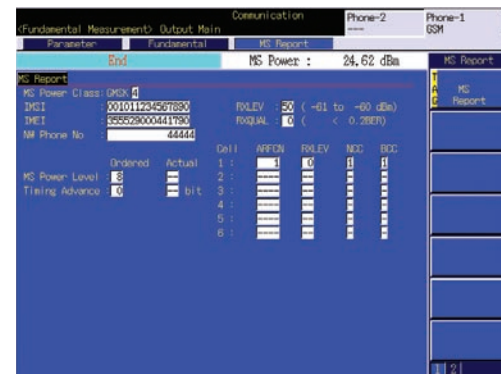 Communication
Phone-2
Phone-1
<Fundamental Measurement> Output Main
----
GSM
Parameter Fundamental MS Report
End MS Power : 24.62 dBm MS Report
MS Report
MS Power Class: GMSK 4
IMSI : 001011234567890 RXLEV : 50 ( -61 to -60 dBm)
IMEI : 355529000441790 RXQUAL : 0 ( < 0.2BER)
NW Phone No : 44444
TAG
MS
Report
Cell ARFCN RXLEV NCC BCC
Ordered Actual 1 : 1 0 1 1
MS Power Level : 8 -- 2 : ---- -- - -
Timing Advance : 0 -- bit 3 : ---- -- - -
4 : ---- -- - -
5 : ---- -- - -
6 : ---- -- - -
1 2